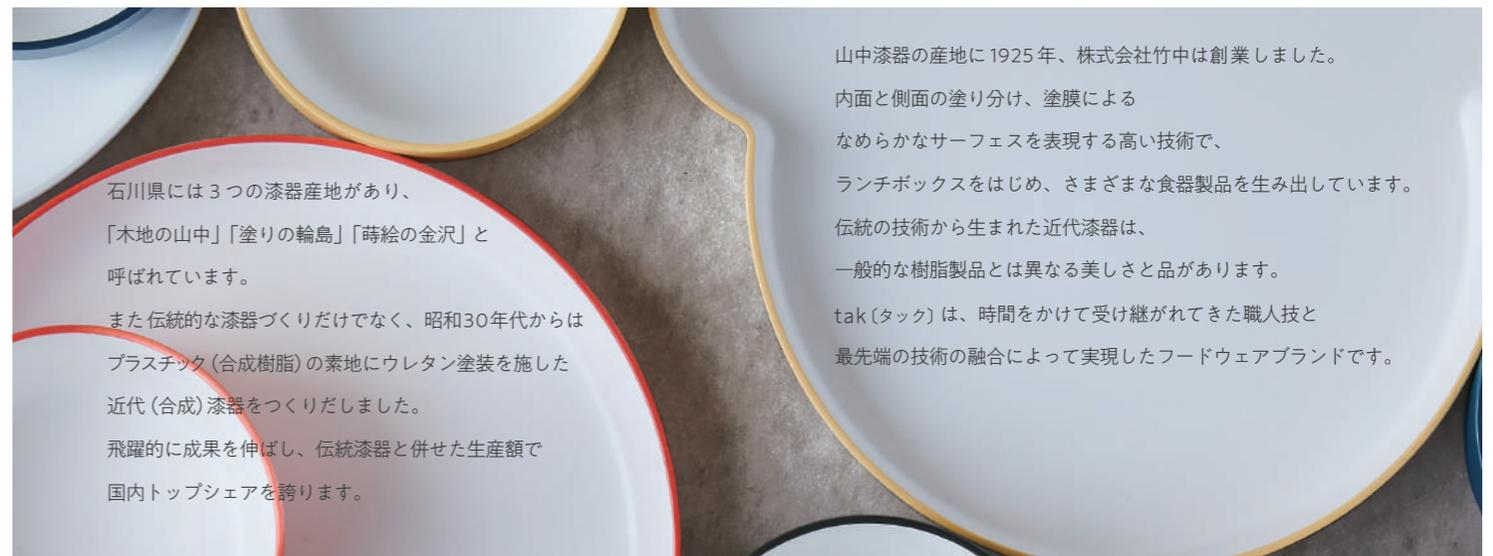 石川県には3つの漆器産地があり、
「木地の山中」「塗りの輪島」「蒔絵の金沢」と
呼ばれています。
また伝統的な漆器づくりだけでなく、昭和30年代からは
プラスチック(合成樹脂)の素地にウレタン塗装を施した
近代(合成)漆器をつくりだしました。
飛躍的に成果を伸ばし、伝統漆器と併せた生産額で
国内トップシェアを誇ります。
山中漆器の産地に1925年、株式会社竹中は創業しました。
内面と側面の塗り分け、塗膜による
なめらかなサーフェスを表現する高い技術で、
ランチボックスをはじめ、さまざまな食器製品を生み出しています。
伝統の技術から生まれた近代漆器は、
一般的な樹脂製品とは異なる美しさと品があります。
tak〔タック〕は、時間をかけて受け継がれてきた職人技と
最先端の技術の融合によって実現したフードウェアブランドです。